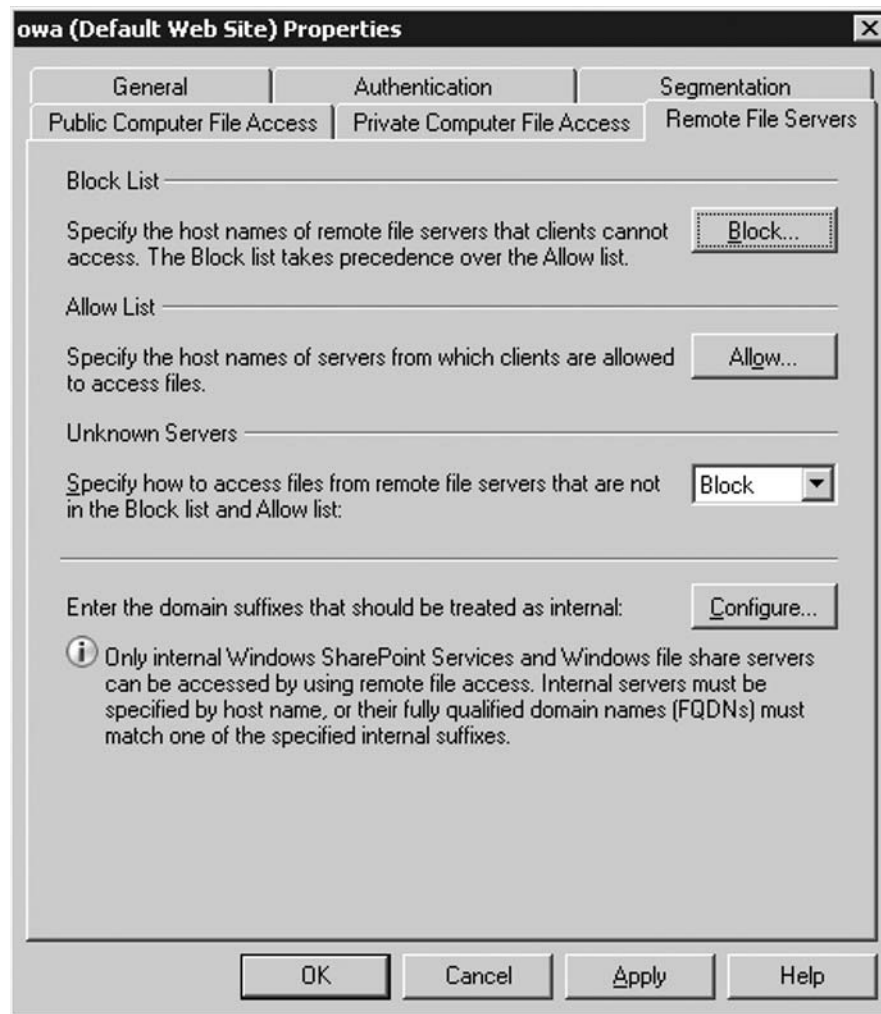 owa (Default Web Site) Properties
General
Authentication
Segmentation
Public Computer File Access
Private Computer File Access
Remote File Servers
Block List
Specify the host names of remote file servers that clients cannot
access. The Block list takes precedence over the Allow list.
Block...
Allow List
Specify the host names of servers from which clients are allowed
to access files.
Allow...
Unknown Servers
Specify how to access files from remote file servers that are not
in the Block list and Allow list:
Block
Enter the domain suffixes that should be treated as internal:
Configure...
Only internal Windows SharePoint Services and Windows file share servers
can be accessed by using remote file access. Internal servers must be
specified by host name, or their fully qualified domain names (FQDNs) must
match one of the specified internal suffixes.
OK
Cancel
Apply
Help